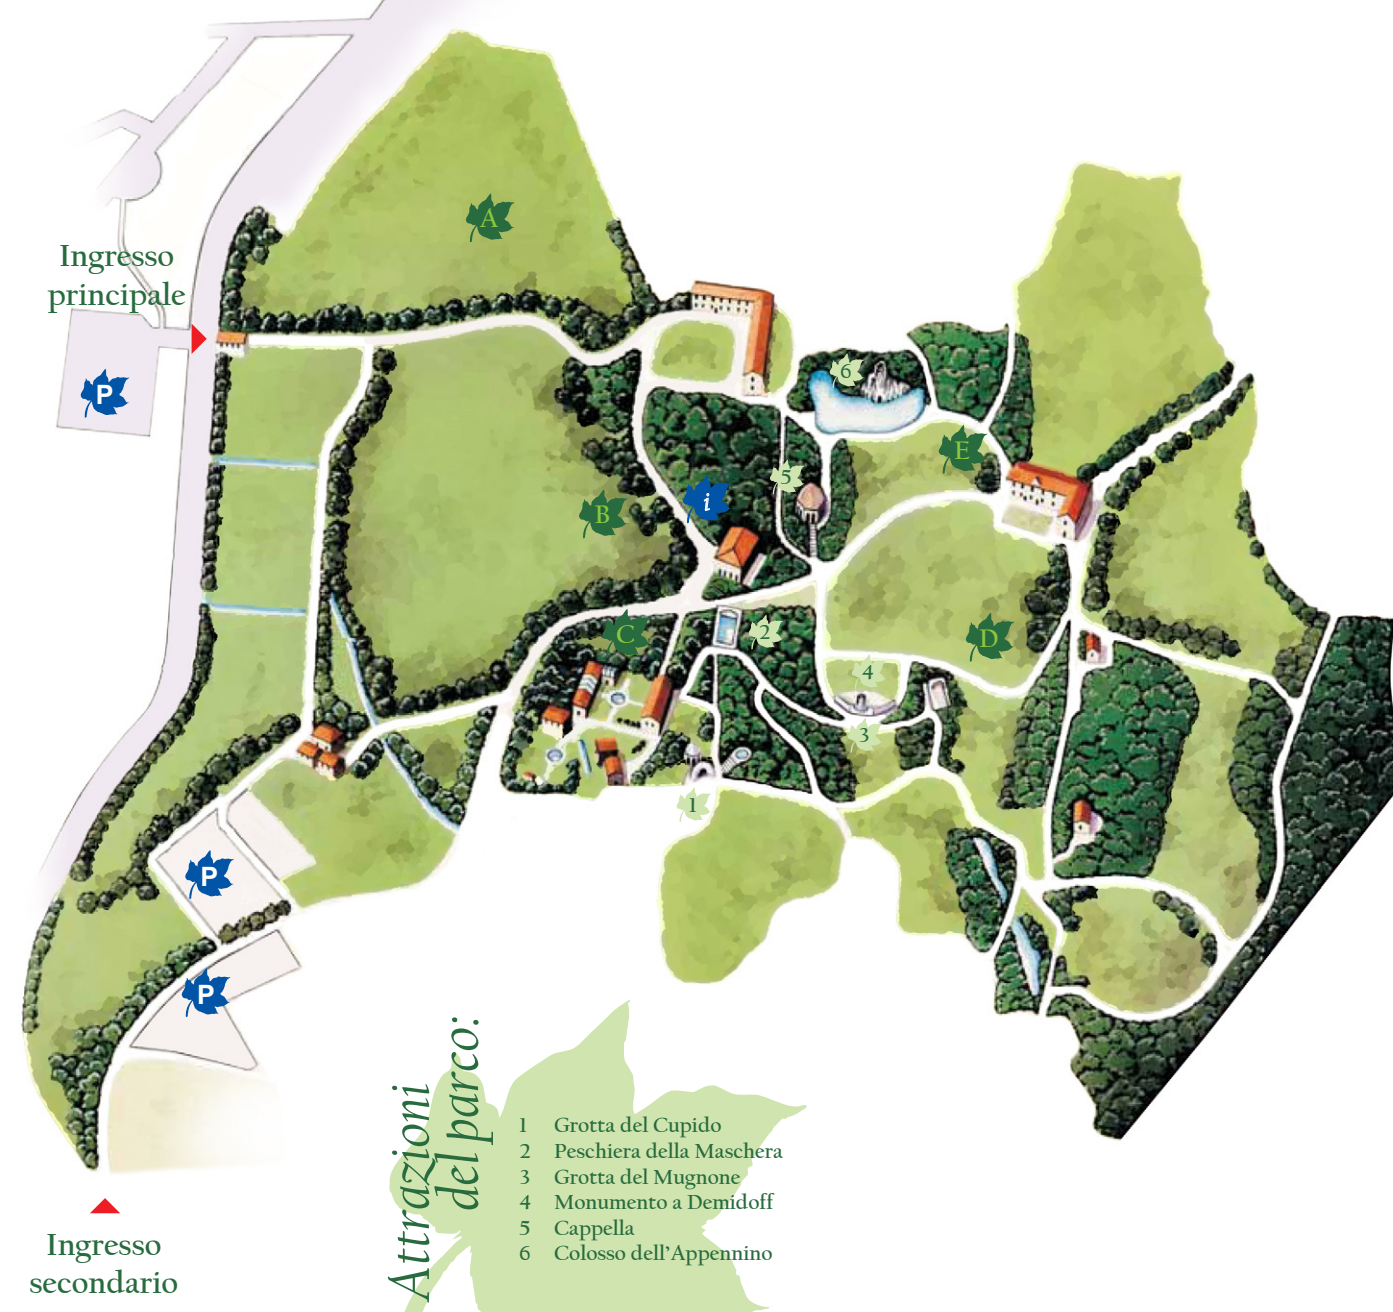 A
Ingresso
principale
P
6
E
5
i
B
C
2
D
4
3
1
P
P
Attrazioni
del parco:
1 Grotta del Cupido
2 Peschiera della Maschera
3 Grotta del Mugnone
4 Monumento a Demidoff
5 Cappella
6 Colosso dell'Appennino
Ingresso
secondario